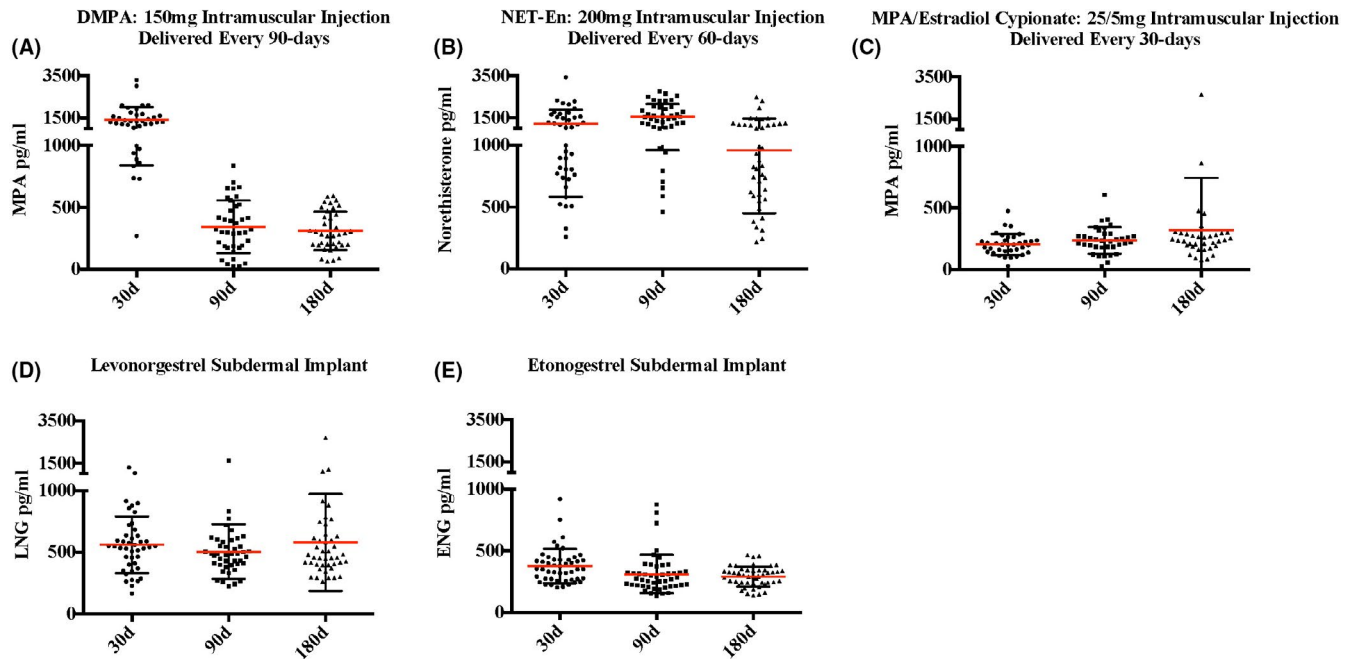 DMPA: 150mg Intramuscular Injection
Delivered Every 90-days
(A)
3500
1500
1000
500
0
MPA pg/ml
30d
90d
180d
NET-En: 200mg Intramuscular Injection
Delivered Every 60-days
(B)
3500
1500
1000
500
0
Norethisterone pg/ml
30d
90d
180d
MPA/Estradiol Cypionate: 25/5mg Intramuscular Injection
Delivered Every 30-days
(C)
3500
1500
1000
500
0
MPA pg/ml
30d
90d
180d
(D)
Levonorgestrel Subdermal Implant
3500
1500
1000
500
0
LNG pg/ml
30d
90d
180d
(E)
Etonogestrel Subdermal Implant
3500
1500
1000
500
0
ENG pg/ml
30d
90d
180d